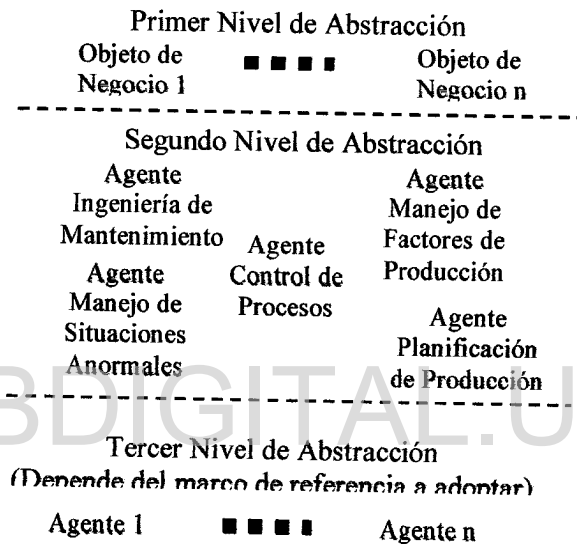 Primer Nivel de Abstracción
Objeto de
Negocio 1
Objeto de
Negocio n
Segundo Nivel de Abstracción
Agente
Ingeniería de
Mantenimiento
Agente
Manejo de
Situaciones
Anormales
Agente
Control de
Procesos
Agente
Manejo de
Factores de
Producción
Agente
Planificación
de Producción
BDIGITAL.U
Tercer Nivel de Abstracción
(Depende del marco de referencia a adoptar)
Agente 1
Agente n